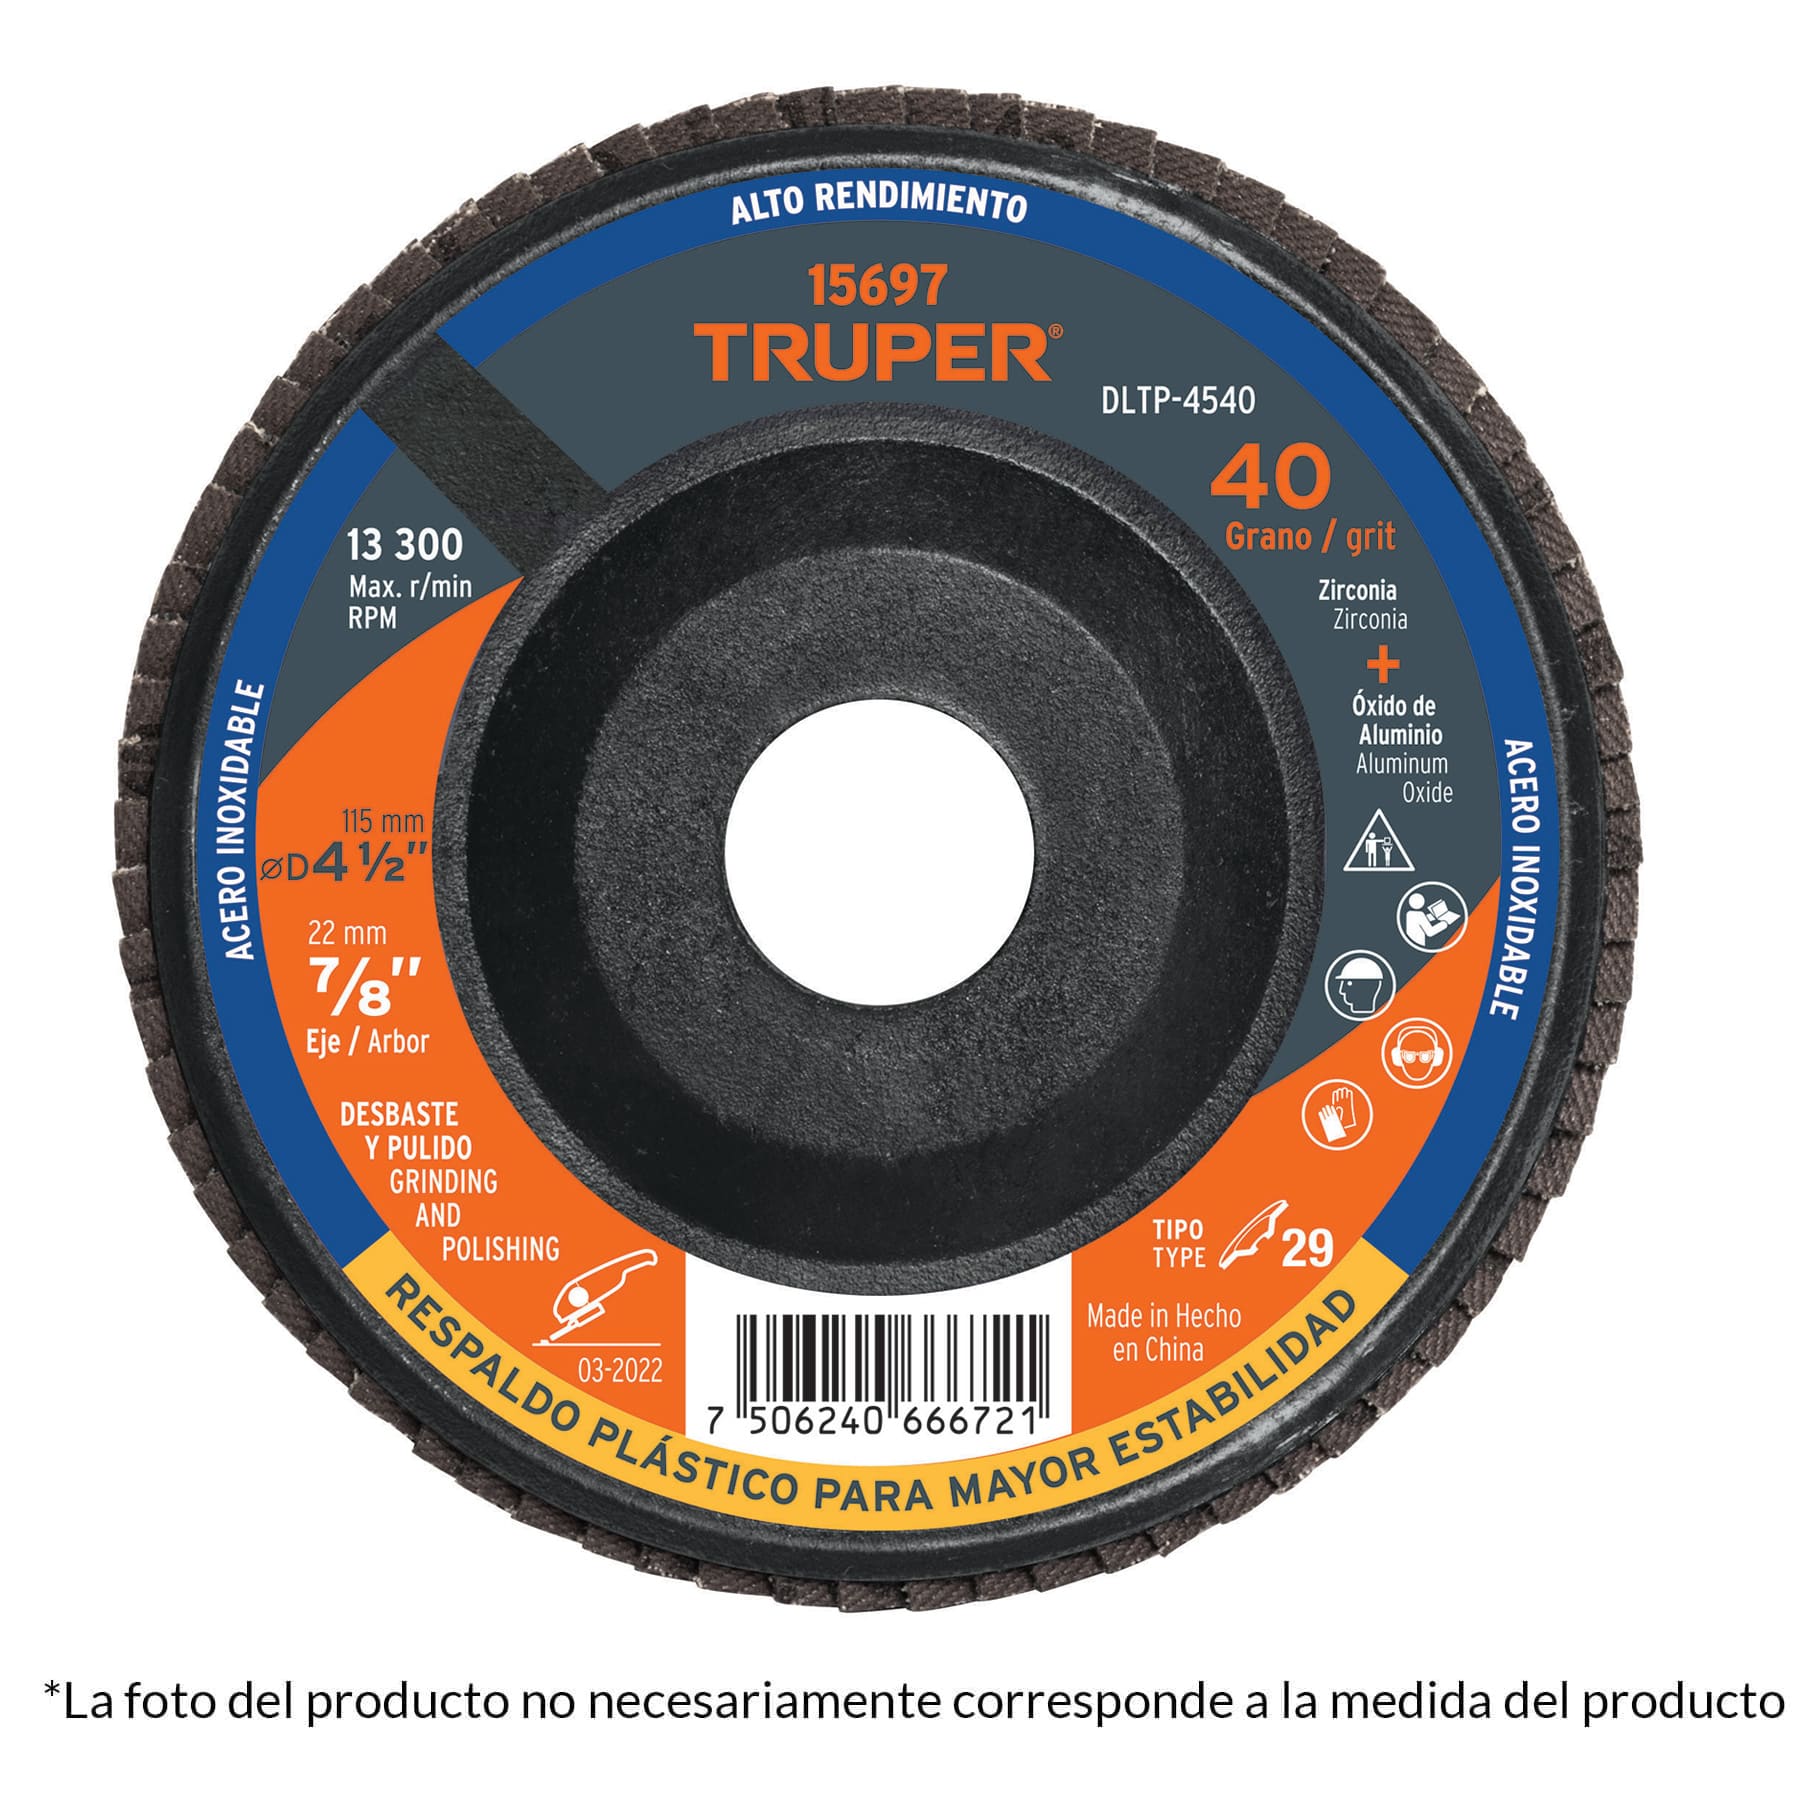 ALTO RENDIMIENTO
15697
TRUPER®
DLTP-4540
40
Grano / grit
13 300
Max. r/min
RPM
Zirconia
Zirconia
+
Óxido de
Aluminio
Aluminum
Oxide
ACERO INOXIDABLE
ACERO INOXIDABLE
115 mm
⌀D4 ½"
22 mm
7/8"
Eje / Arbor
DESBASTE
Y PULIDO
GRINDING
AND
POLISHING
03-2022
TIPO
TYPE
29
Made in Hecho
en China
7 506240 666721
RESPALDO PLÁSTICO PARA MAYOR ESTABILIDAD
*La foto del producto no necesariamente corresponde a la medida del producto